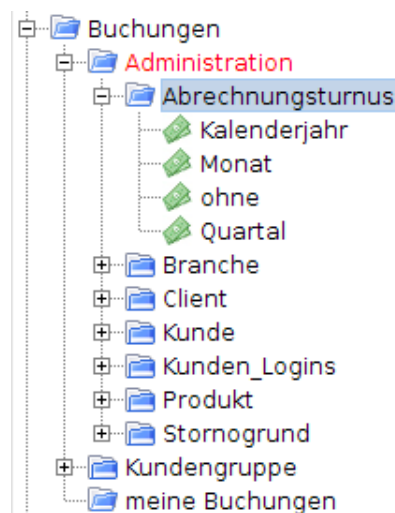 Buchungen
Administration
Abrechnungsturnus
Kalenderjahr
Monat
ohne
Quartal
Branche
Client
Kunde
Kunden_Logins
Produkt
Stornogrund
Kundengruppe
meine Buchungen